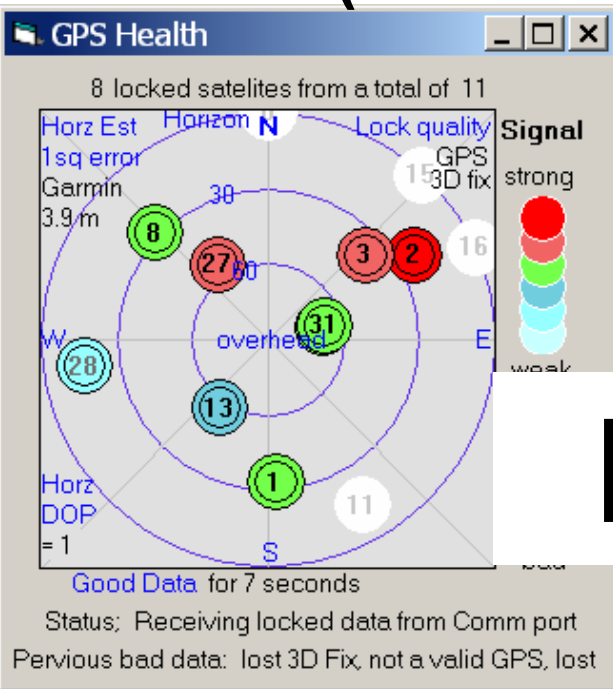 GPS Health
8 locked satelites from a total of 11
Horz Est
1sq error
Garmin
3.9 m
Horizon
N
Lock quality
GPS
3D fix
Signal
strong
15
30
8
3
2
16
27
60
31
W
overhead
E
28
weak
13
1
11
Horz
DOP
= 1
S
Good Data for 7 seconds
Status; Receiving locked data from Comm port
Pervious bad data: lost 3D Fix, not a valid GPS, lost